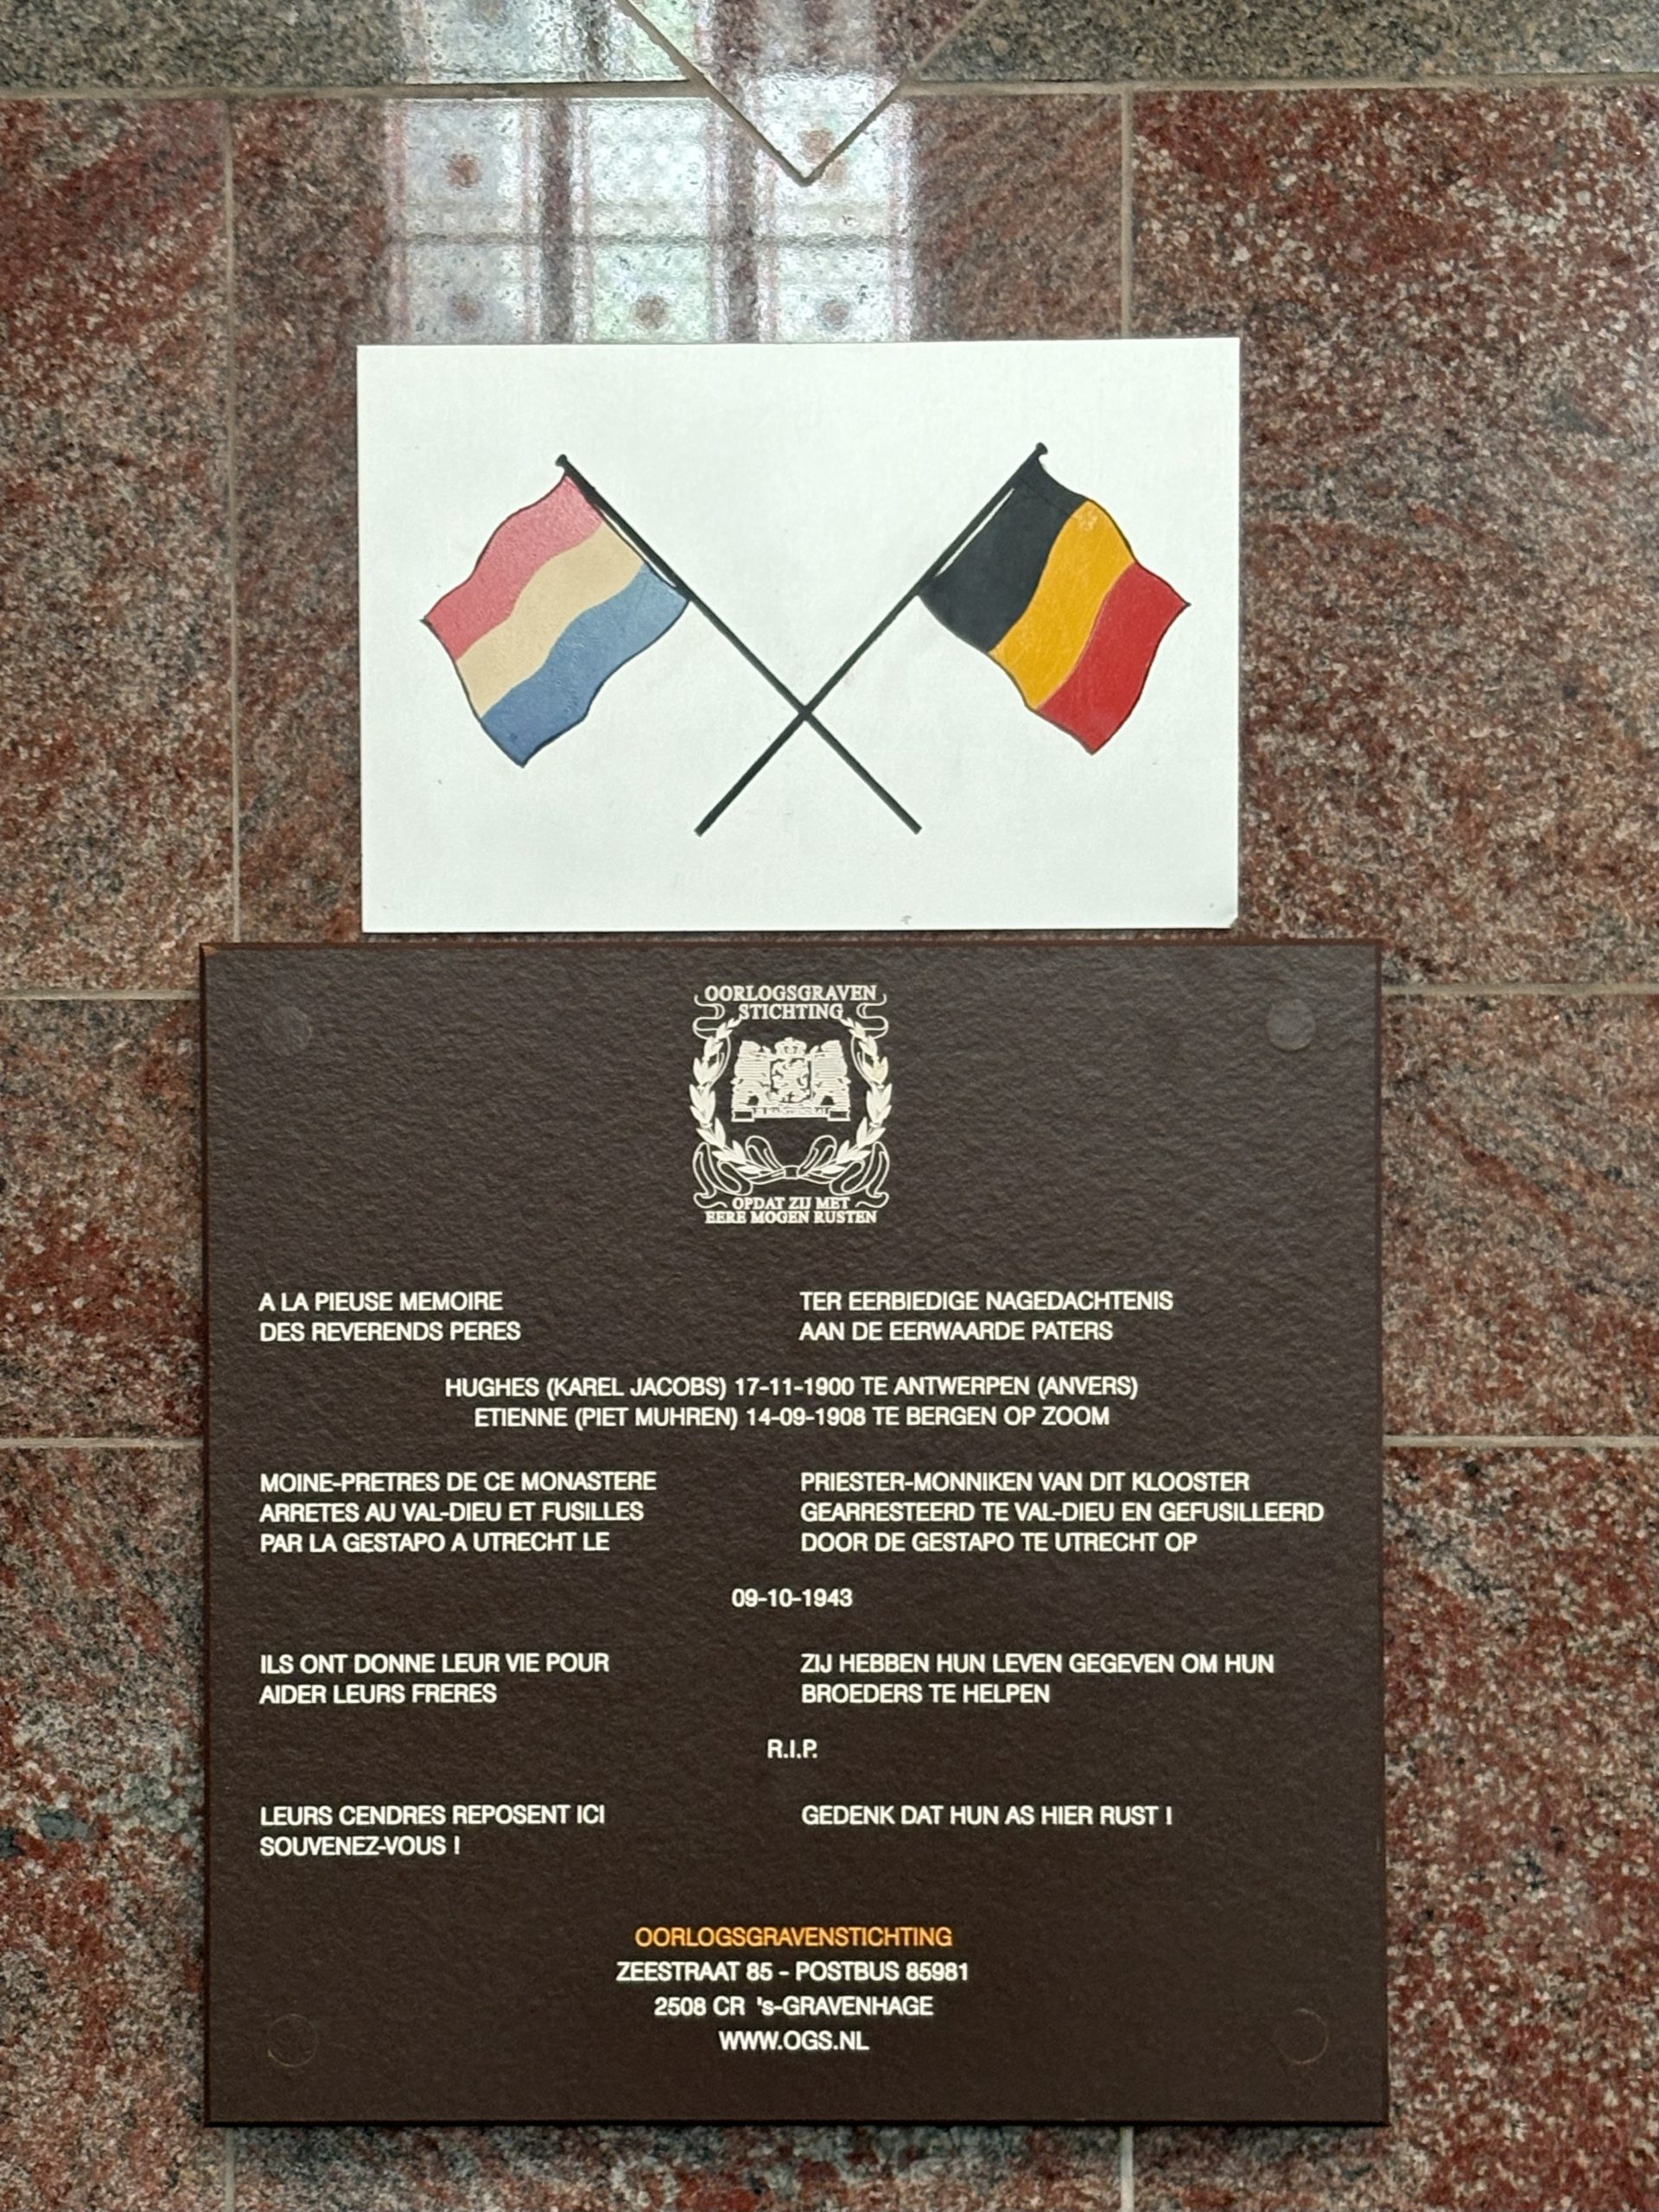 OORLOGSGRAVEN
STICHTING
OPDAT ZIJ MET
EERE MOGEN RUSTEN
A LA PIEUSE MEMOIRE
DES REVERENDS PERES
TER EERBIEDIGE NAGEDACHTENIS
AAN DE EERWAARDE PATERS
HUGHES (KAREL JACOBS) 17-11-1900 TE ANTWERPEN (ANVERS)
ETIENNE (PIET MUHREN) 14-09-1908 TE BERGEN OP ZOOM
MOINE-PRETRES DE CE MONASTERE
ARRETES AU VAL-DIEU ET FUSILLES
PAR LA GESTAPO A UTRECHT LE
PRIESTER-MONNIKEN VAN DIT KLOOSTER
GEARRESTEERD TE VAL-DIEU EN GEFUSILLEERD
DOOR DE GESTAPO TE UTRECHT OP
09-10-1943
ILS ONT DONNE LEUR VIE POUR
AIDER LEURS FRERES
ZIJ HEBBEN HUN LEVEN GEGEVEN OM HUN
BROEDERS TE HELPEN
R.I.P.
LEURS CENDRES REPOSENT ICI
SOUVENEZ-VOUS !
GEDENK DAT HUN AS HIER RUST !
OORLOGSGRAVENSTICHTING
ZEESTRAAT 85 - POSTBUS 85981
2508 CR 's-GRAVENHAGE
WWW.OGS.NL